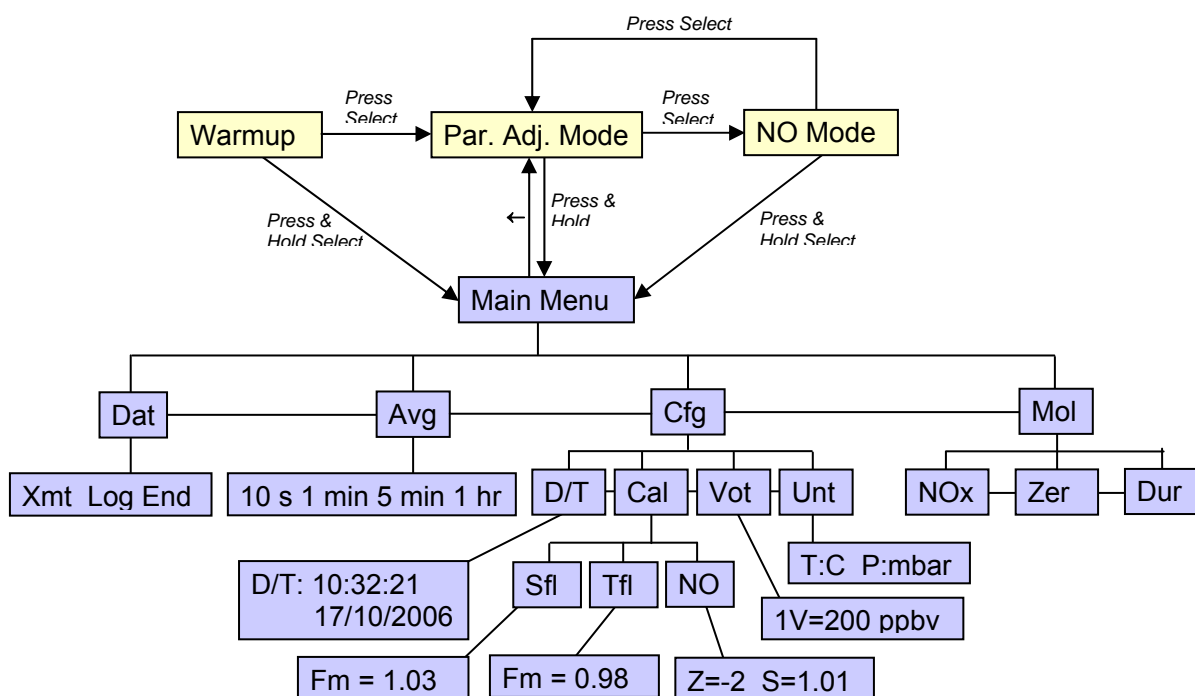 Press Select
Press
Select
Press
Select
Warmup
Par. Adj. Mode
NO Mode
Press &
Hold Select
←
Press &
Hold
Press &
Hold Select
Main Menu
Dat
Avg
Cfg
Mol
Xmt Log End
10 s 1 min 5 min 1 hr
D/T
Cal
Vot
Unt
NOx
Zer
Dur
D/T: 10:32:21
17/10/2006
Sfl
Tfl
NO
T:C P:mbar
1V=200 ppbv
Fm = 1.03
Fm = 0.98
Z=-2 S=1.01